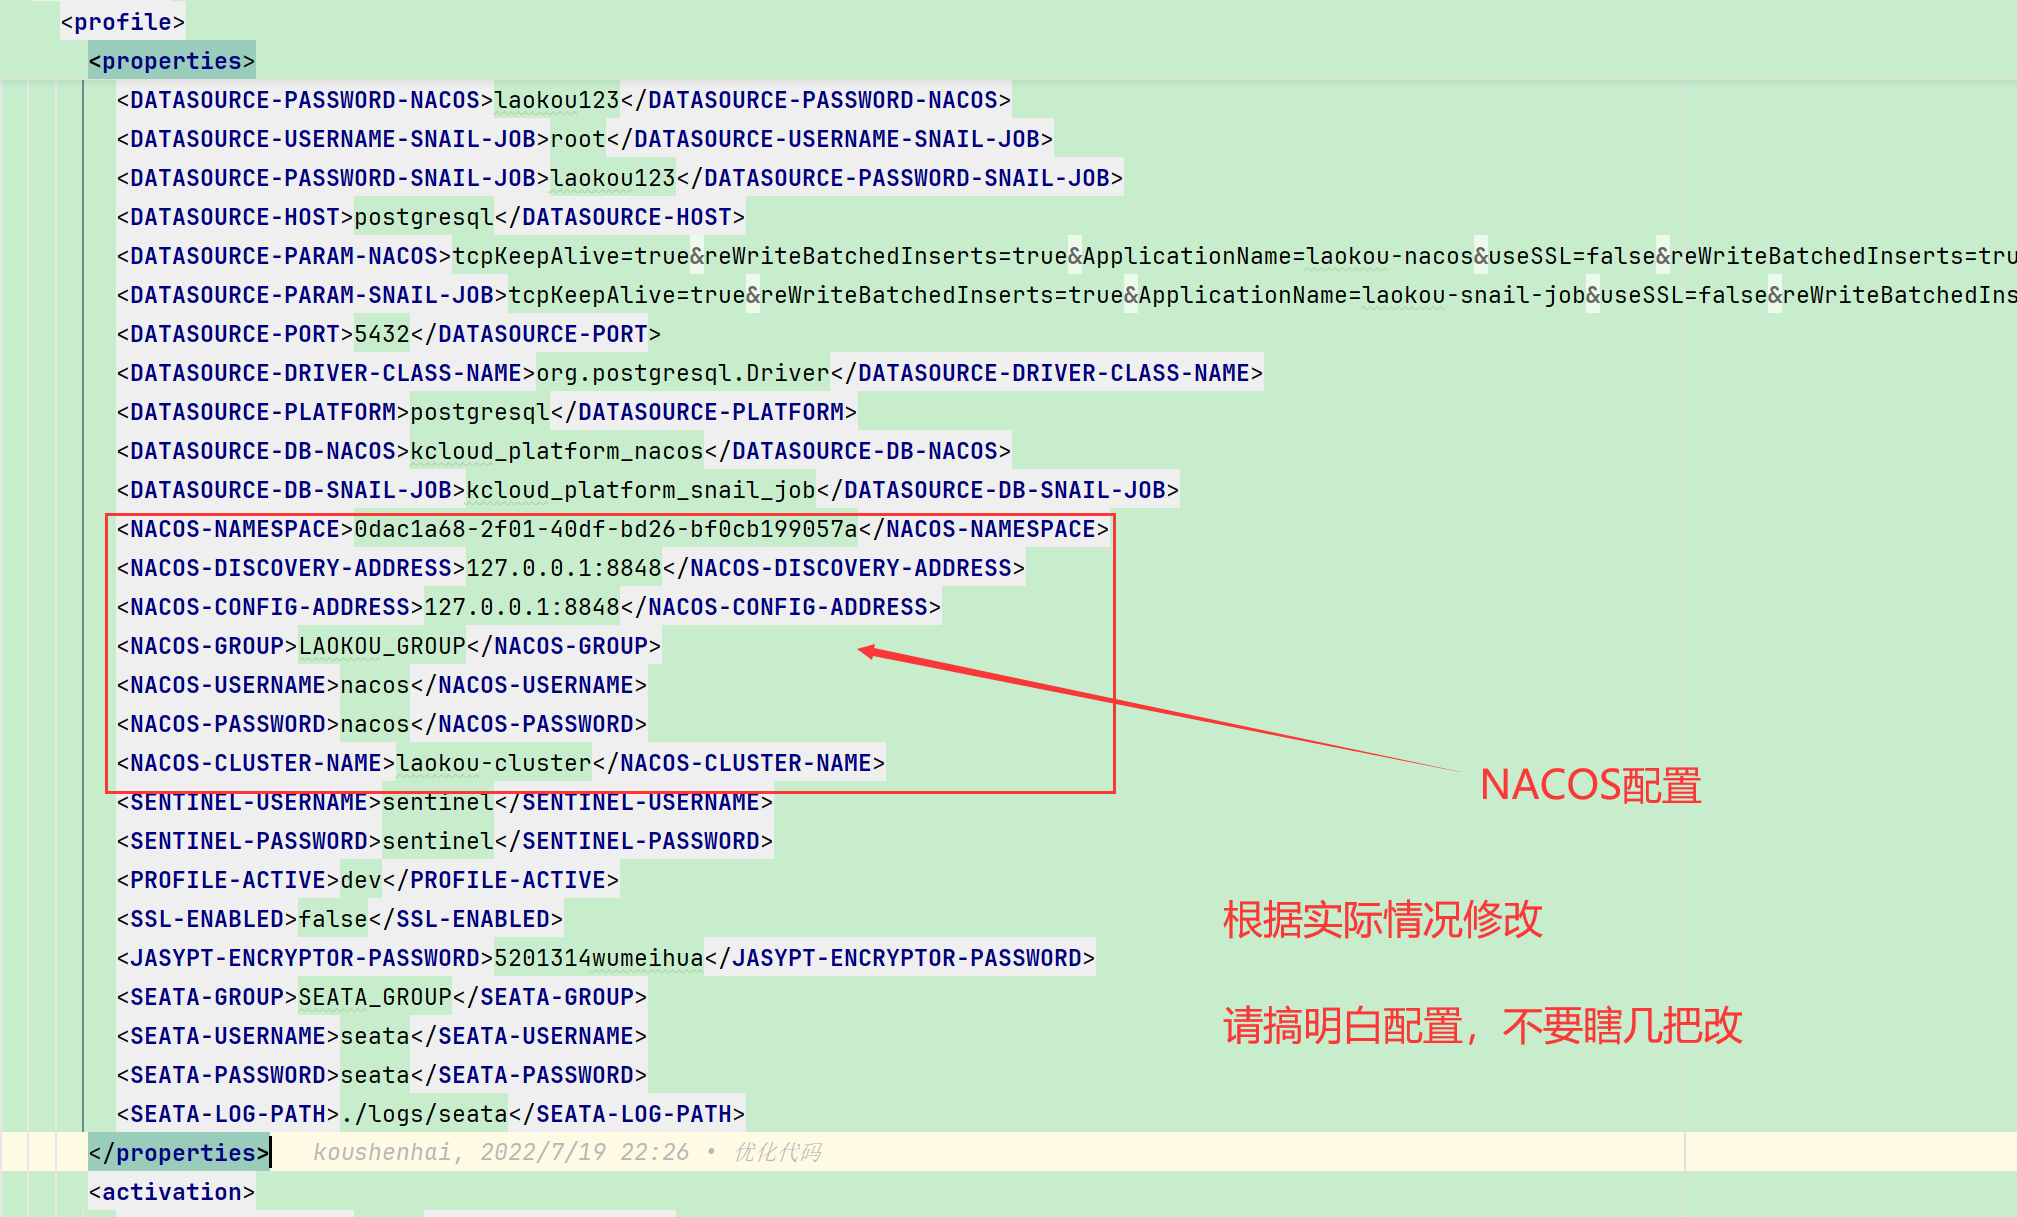 <profile>
<properties>
<DATASOURCE-PASSWORD-NACOS>laokou123</DATASOURCE-PASSWORD-NACOS>
<DATASOURCE-USERNAME-SNAIL-JOB>root</DATASOURCE-USERNAME-SNAIL-JOB>
<DATASOURCE-PASSWORD-SNAIL-JOB>laokou123</DATASOURCE-PASSWORD-SNAIL-JOB>
<DATASOURCE-HOST>postgresql</DATASOURCE-HOST>
<DATASOURCE-PARAM-NACOS>tcpKeepAlive=true&reWriteBatchedInserts=true&ApplicationName=laokou-nacos&useSSL=false&reWriteBatchedInserts=tru
<DATASOURCE-PARAM-SNAIL-JOB>tcpKeepAlive=true&reWriteBatchedInserts=true&ApplicationName=laokou-snail-job&useSSL=false&reWriteBatchedIns
<DATASOURCE-PORT>5432</DATASOURCE-PORT>
<DATASOURCE-DRIVER-CLASS-NAME>org.postgresql.Driver</DATASOURCE-DRIVER-CLASS-NAME>
<DATASOURCE-PLATFORM>postgresql</DATASOURCE-PLATFORM>
<DATASOURCE-DB-NACOS>kcloud_platform_nacos</DATASOURCE-DB-NACOS>
<DATASOURCE-DB-SNAIL-JOB>kcloud_platform_snail_job</DATASOURCE-DB-SNAIL-JOB>
<NACOS-NAMESPACE>0dac1a68-2f01-40df-bd26-bf0cb199057a</NACOS-NAMESPACE>
<NACOS-DISCOVERY-ADDRESS>127.0.0.1:8848</NACOS-DISCOVERY-ADDRESS>
<NACOS-CONFIG-ADDRESS>127.0.0.1:8848</NACOS-CONFIG-ADDRESS>
<NACOS-GROUP>LAOKOU_GROUP</NACOS-GROUP>
<NACOS-USERNAME>nacos</NACOS-USERNAME>
<NACOS-PASSWORD>nacos</NACOS-PASSWORD>
<NACOS-CLUSTER-NAME>laokou-cluster</NACOS-CLUSTER-NAME>
NACOS配置
<SENTINEL-USERNAME>sentinel</SENTINEL-USERNAME>
<SENTINEL-PASSWORD>sentinel</SENTINEL-PASSWORD>
<PROFILE-ACTIVE>dev</PROFILE-ACTIVE>
<SSL-ENABLED>false</SSL-ENABLED>
根据实际情况修改
<JASYPT-ENCRYPTOR-PASSWORD>5201314wumeihua</JASYPT-ENCRYPTOR-PASSWORD>
<SEATA-GROUP>SEATA_GROUP</SEATA-GROUP>
请搞明白配置，不要瞎几把改
<SEATA-USERNAME>seata</SEATA-USERNAME>
<SEATA-PASSWORD>seata</SEATA-PASSWORD>
<SEATA-LOG-PATH>./logs/seata</SEATA-LOG-PATH>
</properties> koushenhai, 2022/7/19 22:26 • 优化代码
<activation>